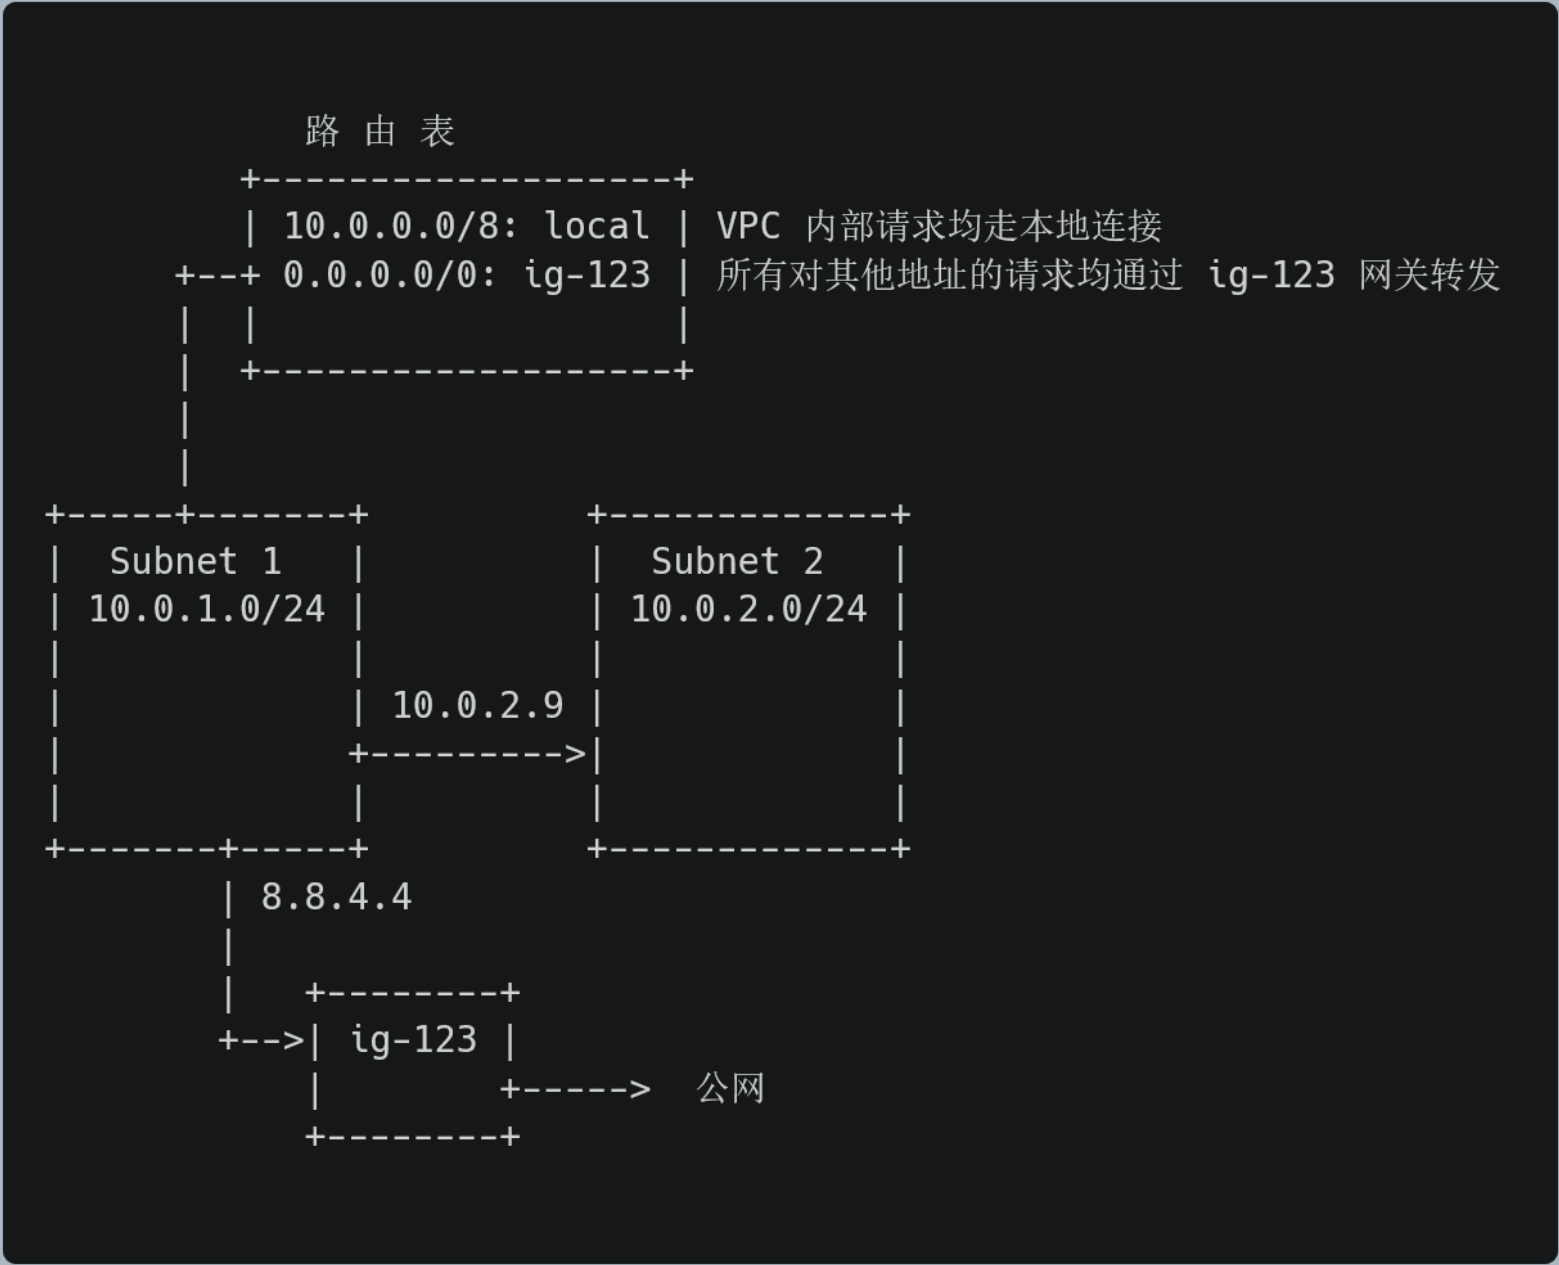 路 由 表
+-------------------+
| 10.0.0.0/8: local | VPC 内部请求均走本地连接
+--+ 0.0.0.0/0: ig-123 | 所有对其他地址的请求均通过 ig-123 网关转发
|  |                   |
|  +-------------------+
|
|
+-----+-------+          +-------------+
|  Subnet 1   |          |  Subnet 2   |
| 10.0.1.0/24 |          | 10.0.2.0/24 |
|             |          |             |
|             | 10.0.2.9 |             |
|             +--------->|             |
|             |          |             |
+-------+-----+          +-------------+
| 8.8.4.4
|
|   +--------+
+-->| ig-123 |
|        +----->  公网
+--------+